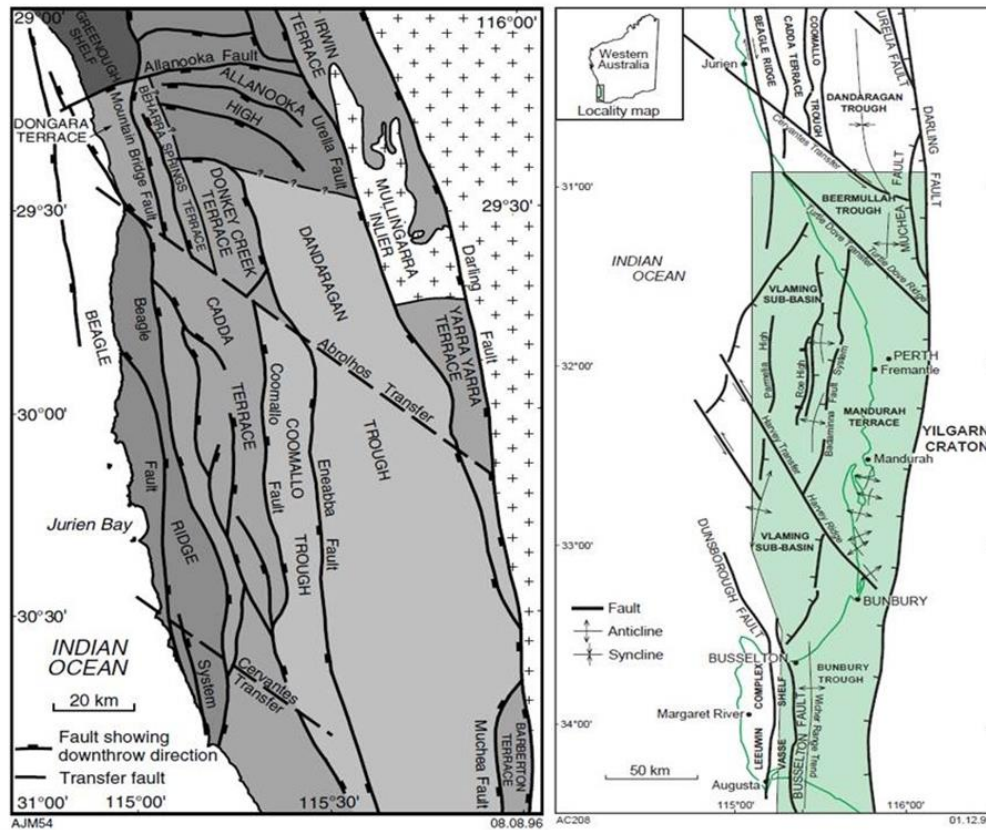 29°00'
116°00'
GREENOUGH
SHELF
Allanooka Fault
IRWIN
TERRACE
ALLANOOKA
HIGH
DONGARA
TERRACE
Mountain Bridge Fault
BEHARRA SPRINGS
TERRACE
Urella Fault
DONKEY CREEK
TERRACE
MULLINGARRA
INLIER
29°30'
29°30'
DANDARAGAN
Darling
Fault
BEAGLE
Beagle
CADDA
Abrolhos
Transfer
YARRA YARRA
TERRACE
30°00'
30°00'
TERRACE
Coomallo
Fault
COOMALLO
TROUGH
Eneabba
Fault
TROUGH
Fault
Jurien Bay
RIDGE
30°30'
INDIAN
OCEAN
System
Cervantes
Transfer
20 km
Fault showing
downthrow direction
Transfer fault
Muchea Fault
BARBERTON
TERRACE
31°00'
115°00'
115°30'
AJM54
08.08.96
Western
Australia
Locality map
Jurien
BEAGLE RIDGE
CADDA TERRACE
COOMALLO
TROUGH
URELLA FAULT
DANDARAGAN
TROUGH
DARLING
FAULT
Cervantes Transfer
31°00'
BEERMULLAH
TROUGH
MUCHEA FAULT
Turtle Dove Transfer
Turtle Dove Ridge
INDIAN
OCEAN
VLAMING
SUB-BASIN
Roe High
Badaminna Fault System
32°00'
PERTH
Fremantle
MANDURAH
TERRACE
YILGARN
CRATON
Harvey Transfer
Mandurah
Harvey Ridge
VLAMING
SUB-BASIN
33°00'
DUNSBOROUGH FAULT
Fault
Anticline
Syncline
BUNBURY
BUSSELTON
BUNBURY
TROUGH
LEEUWIN COMPLEX
VASSE SHELF
BUSSELTON FAULT
Margaret River
34°00'
50 km
Augusta
115°00'
116°00'
AC208